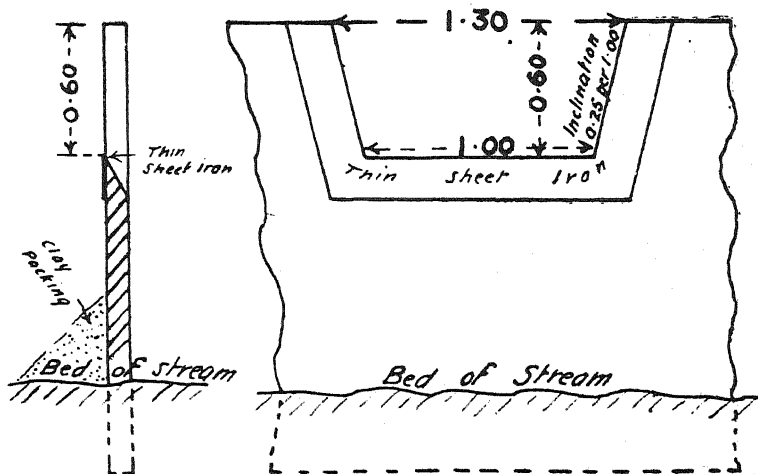 0.60
Thin
Sheet Iron
Clay
Packing
Bed of Stream
1.30
0.60
Inclination
0.25 per 1.00
1.00
Thin Sheet Iron
Bed of Stream